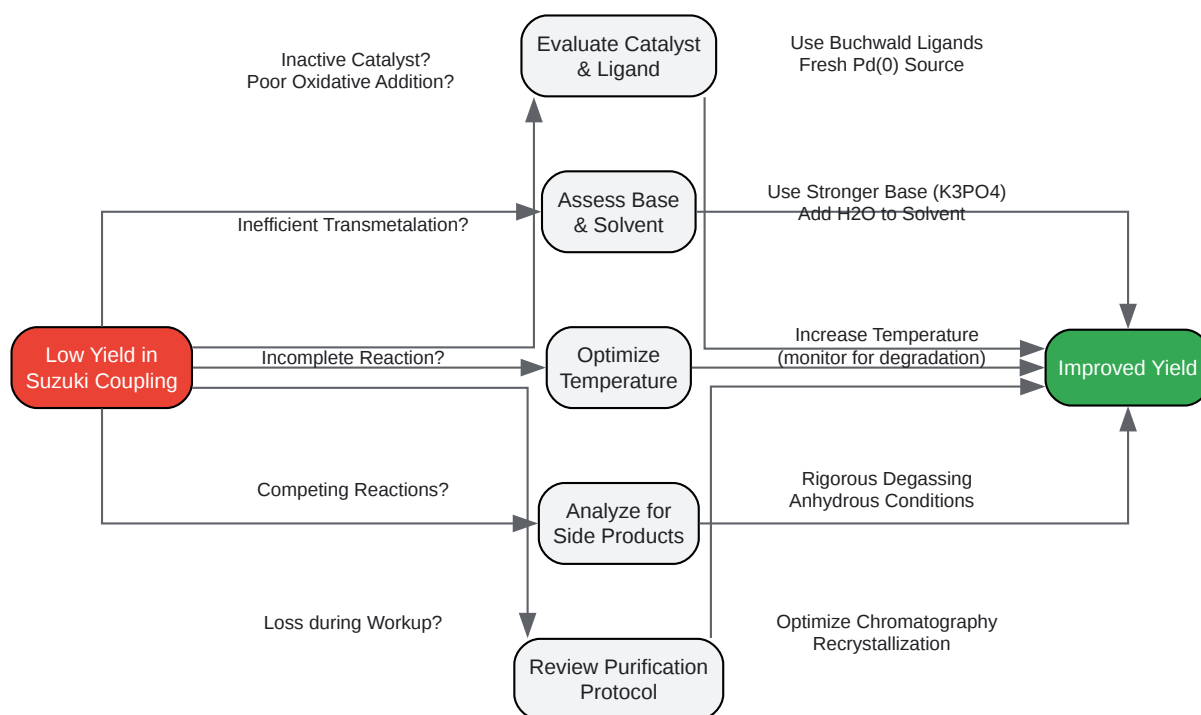 Inactive Catalyst?
Poor Oxidative Addition?
Evaluate Catalyst
& Ligand
Use Buchwald Ligands
Fresh Pd(0) Source
Inefficient Transmetalation?
Assess Base
& Solvent
Use Stronger Base (K3PO4)
Add H2O to Solvent
Low Yield in
Suzuki Coupling
Incomplete Reaction?
Optimize
Temperature
Increase Temperature
(monitor for degradation)
Improved Yield
Competing Reactions?
Analyze for
Side Products
Rigorous Degassing
Anhydrous Conditions
Loss during Workup?
Review Purification
Protocol
Optimize Chromatography
Recrystallization